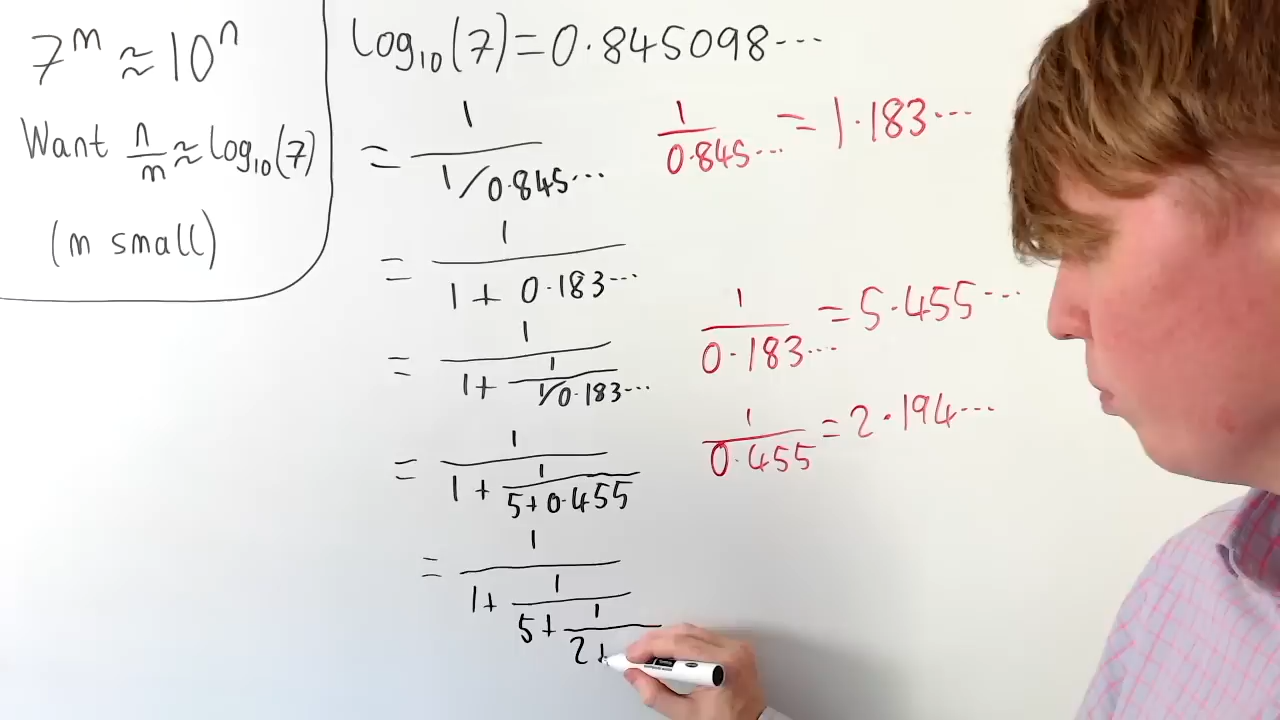 7^m ≈ 10^n
Want n/m ≈ log₁₀(7)
(m small)
log₁₀(7) = 0.845098...
= 1/(1/0.845...)
1/0.845... = 1.183...
= 1/(1 + 0.183...)
= 1/(1 + 1/(1/0.183...))
1/0.183... = 5.455...
= 1/(1 + 1/(5 + 0.455))
1/0.455 = 2.194...
= 1/(1 + 1/(5 + 1/(2 +